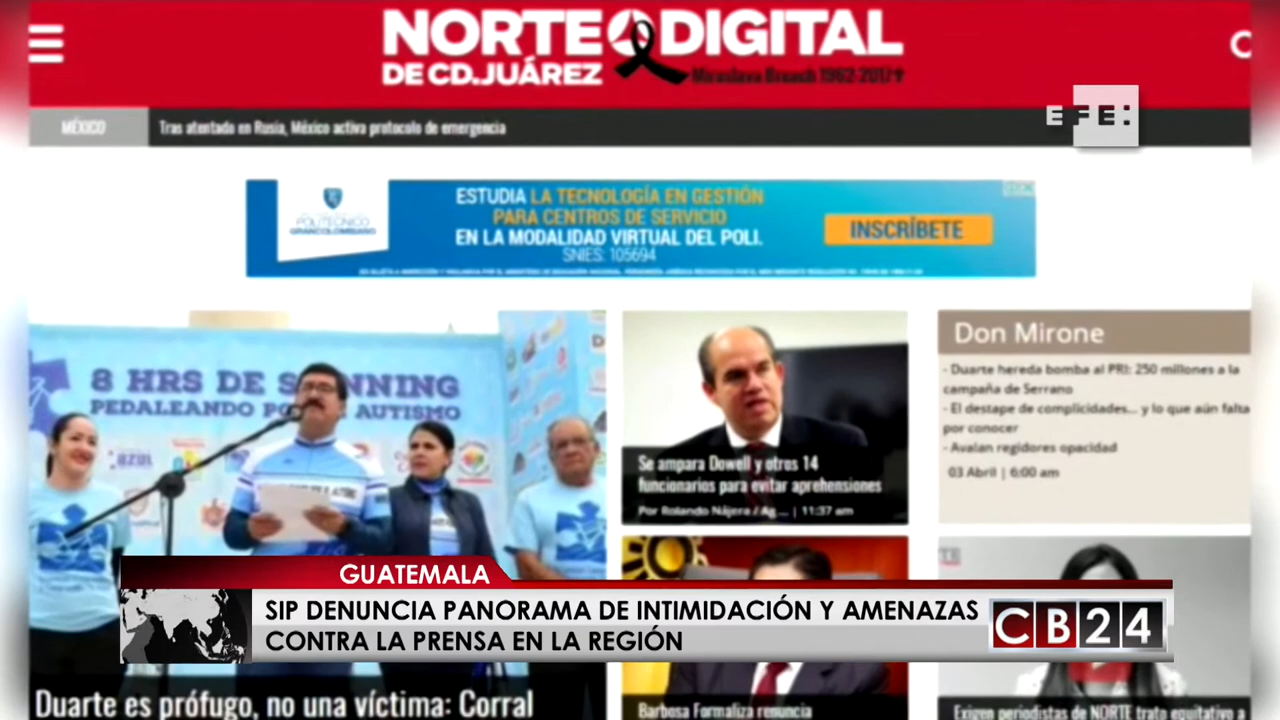 NORTE DIGITAL
DE CD. JUÁREZ
Miroslava Breach 1962-2017
MÉXICO
Tras atentado en Rusia, México activa protocolo de emergencia
EFE:
POLITÉCNICO
GRANCOLOMBIANO
ESTUDIA LA TECNOLOGÍA EN GESTIÓN
PARA CENTROS DE SERVICIO
EN LA MODALIDAD VIRTUAL DEL POLI.
SNIES: 105694
INSCRÍBETE
8 HRS DE SPINNING
PEDALEANDO POR AUTISMO
Duarte es prófugo, no una víctima: Corral
Se ampara Dowell y otros 14
funcionarios para evitar aprehensiones
Por Rolando Nájera / Ag ... | 11:37 am
Don Mirone
- Duarte hereda bomba al PRI: 250 millones a la
campaña de Serrano
- El destape de complicidades... y lo que aún falta
por conocer
- Avalan regidores opacidad
03 Abril | 6:00 am
Barbosa Formaliza renuncia
Exigen periodistas de NORTE trato equitativo a
GUATEMALA
SIP DENUNCIA PANORAMA DE INTIMIDACIÓN Y AMENAZAS
CONTRA LA PRENSA EN LA REGIÓN
CB24